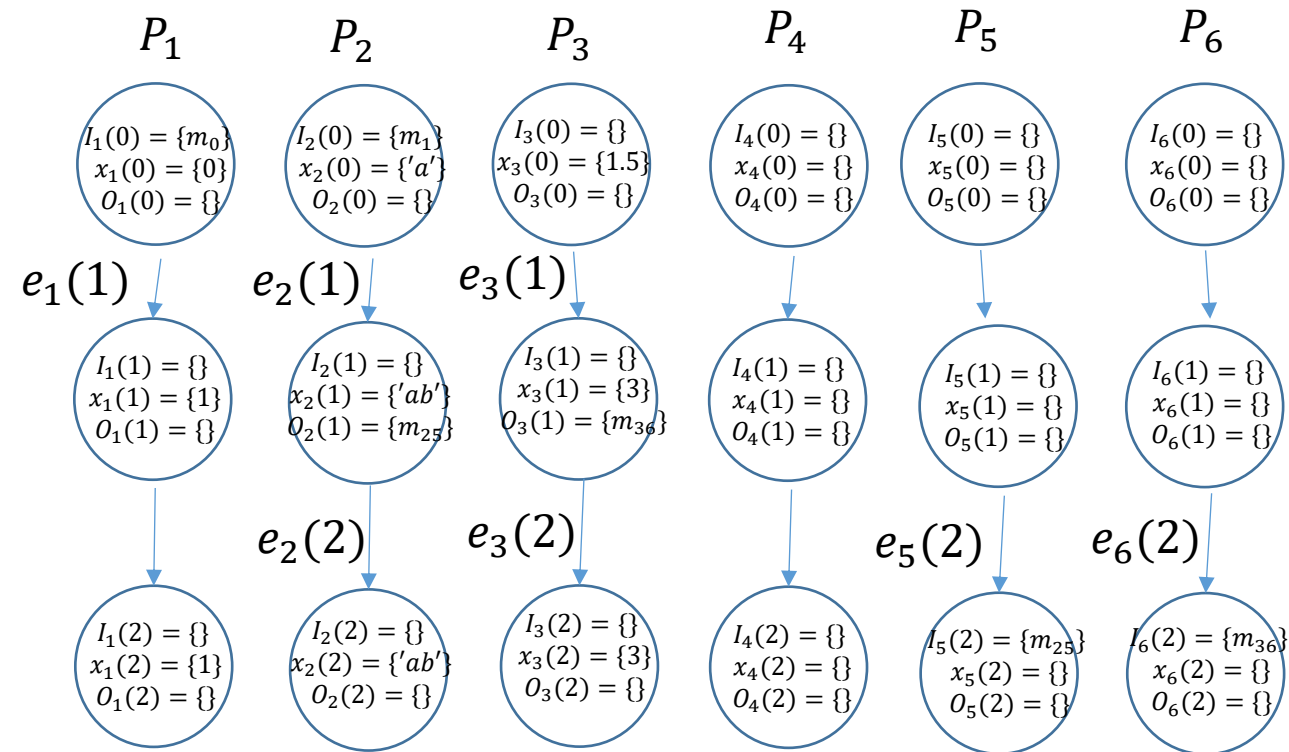 P₁ P₂ P₃ P₄ P₅ P₆
I₁(0) = {m₀}
x₁(0) = {0}
O₁(0) = {}
I₂(0) = {m₁}
x₂(0) = {'a'}
O₂(0) = {}
I₃(0) = {}
x₃(0) = {1.5}
O₃(0) = {}
I₄(0) = {}
x₄(0) = {}
O₄(0) = {}
I₅(0) = {}
x₅(0) = {}
O₅(0) = {}
I₆(0) = {}
x₆(0) = {}
O₆(0) = {}
e₁(1) e₂(1) e₃(1)
I₁(1) = {}
x₁(1) = {1}
O₁(1) = {}
I₂(1) = {}
x₂(1) = {'ab'}
O₂(1) = {m₂₅}
I₃(1) = {}
x₃(1) = {3}
O₃(1) = {m₃₆}
I₄(1) = {}
x₄(1) = {}
O₄(1) = {}
I₅(1) = {}
x₅(1) = {}
O₅(1) = {}
I₆(1) = {}
x₆(1) = {}
O₆(1) = {}
e₂(2) e₃(2) e₅(2) e₆(2)
I₁(2) = {}
x₁(2) = {1}
O₁(2) = {}
I₂(2) = {}
x₂(2) = {'ab'}
O₂(2) = {}
I₃(2) = {}
x₃(2) = {3}
O₃(2) = {}
I₄(2) = {}
x₄(2) = {}
O₄(2) = {}
I₅(2) = {m₂₅}
x₅(2) = {}
O₅(2) = {}
I₆(2) = {m₃₆}
x₆(2) = {}
O₆(2) = {}